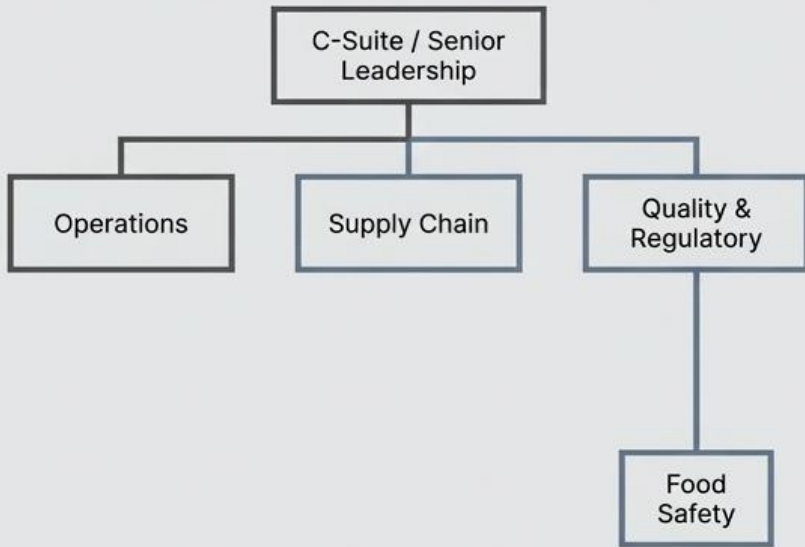 C-Suite / Senior
Leadership
Operations
Supply Chain
Quality &
Regulatory
Food
Safety